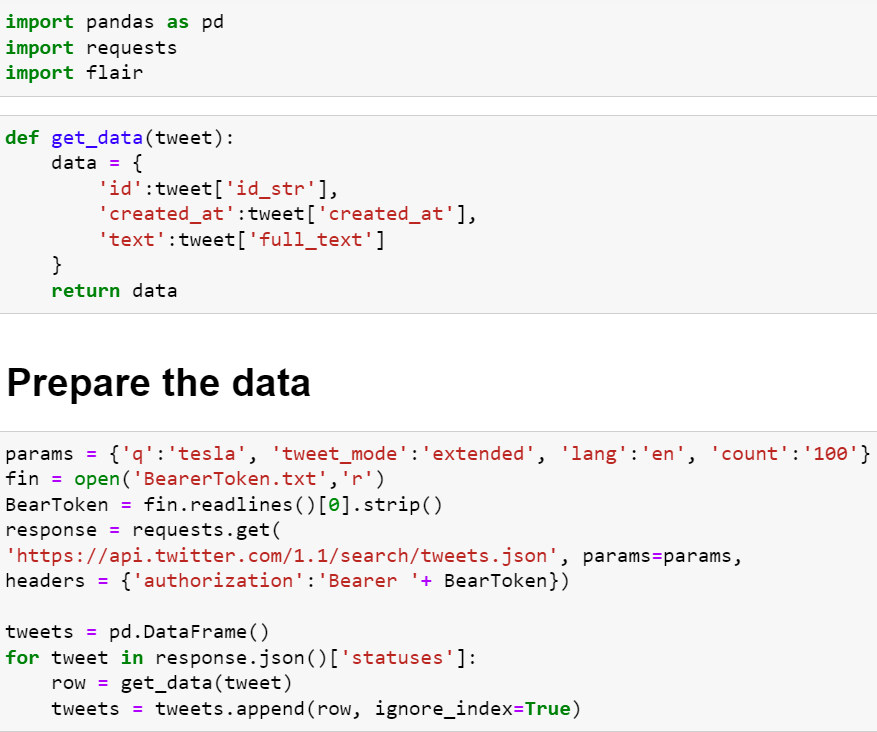 import pandas as pd
import requests
import flair
def get_data(tweet):
    data = {
        'id':tweet['id_str'],
        'created_at':tweet['created_at'],
        'text':tweet['full_text']
    }
    return data
Prepare the data
params = {'q':'tesla', 'tweet_mode':'extended', 'lang':'en', 'count':'100'}
fin = open('BearerToken.txt','r')
BearToken = fin.readlines()[0].strip()
response = requests.get(
'https://api.twitter.com/1.1/search/tweets.json', params=params,
headers = {'authorization':'Bearer '+ BearToken})
tweets = pd.DataFrame()
for tweet in response.json()['statuses']:
    row = get_data(tweet)
    tweets = tweets.append(row, ignore_index=True)